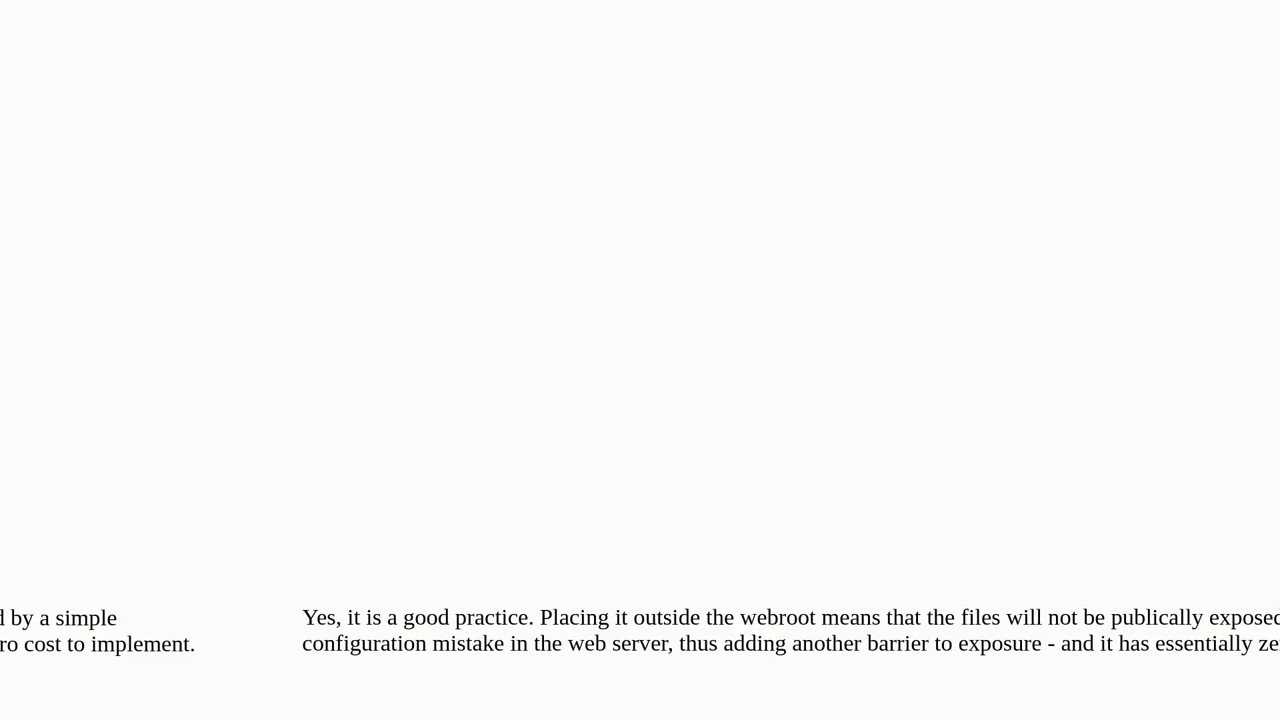 d by a simple
ro cost to implement.
Yes, it is a good practice. Placing it outside the webroot means that the files will not be publically exposed
configuration mistake in the web server, thus adding another barrier to exposure - and it has essentially ze